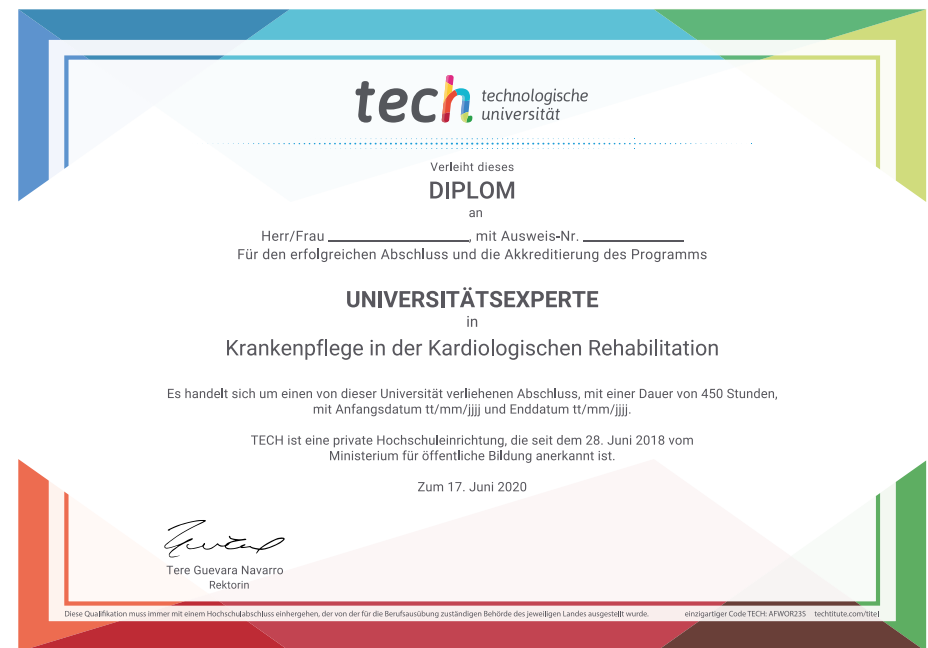 tech technologische
universität
Verleiht dieses
DIPLOM
an
Herr/Frau ____________, mit Ausweis-Nr. ____________
Für den erfolgreichen Abschluss und die Akkreditierung des Programms
UNIVERSITÄTSEXPERTE
in
Krankenpflege in der Kardiologischen Rehabilitation
Es handelt sich um einen von dieser Universität verliehenen Abschluss, mit einer Dauer von 450 Stunden,
mit Anfangsdatum tt/mm/jjjj und Enddatum tt/mm/jjjj.
TECH ist eine private Hochschuleinrichtung, die seit dem 28. Juni 2018 vom
Ministerium für öffentliche Bildung anerkannt ist.
Zum 17. Juni 2020
Tere Guevara Navarro
Rektorin
Diese Qualifikation muss immer mit einem Hochschulabschluss einhergehen, der von der für die Berufsausübung zuständigen Behörde des jeweiligen Landes ausgestellt wurde. einzigartiger Code TECH: AFWOR23S techtitute.com/titel